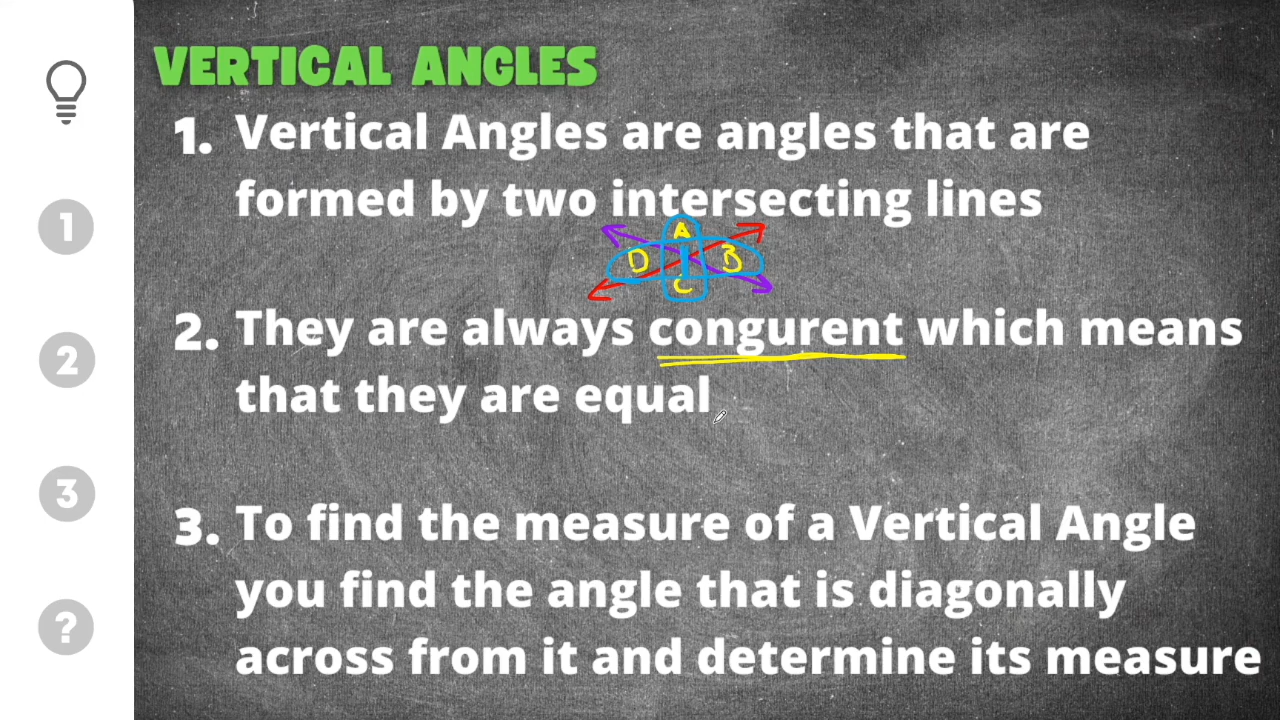 VERTICAL ANGLES
1. Vertical Angles are angles that are
formed by two intersecting lines
A
D B
C
2. They are always congurent which means
that they are equal
3. To find the measure of a Vertical Angle
you find the angle that is diagonally
across from it and determine its measure
1
2
3
?